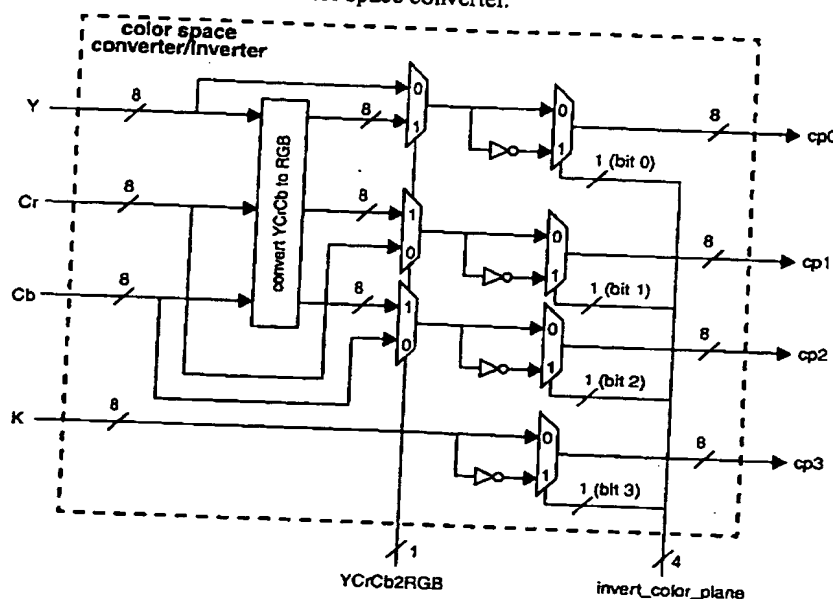 space converter.
color space
converter/inverter
Y
8
0
1
8
0
1
8
cp0
1 (bit 0)
Cr
8
convert YCrCb to RGB
8
1
0
0
1
8
cp1
1 (bit 1)
Cb
8
8
1
0
0
1
8
cp2
1 (bit 2)
K
8
0
1
8
cp3
1 (bit 3)
1
YCrCb2RGB
4
invert_color_plane